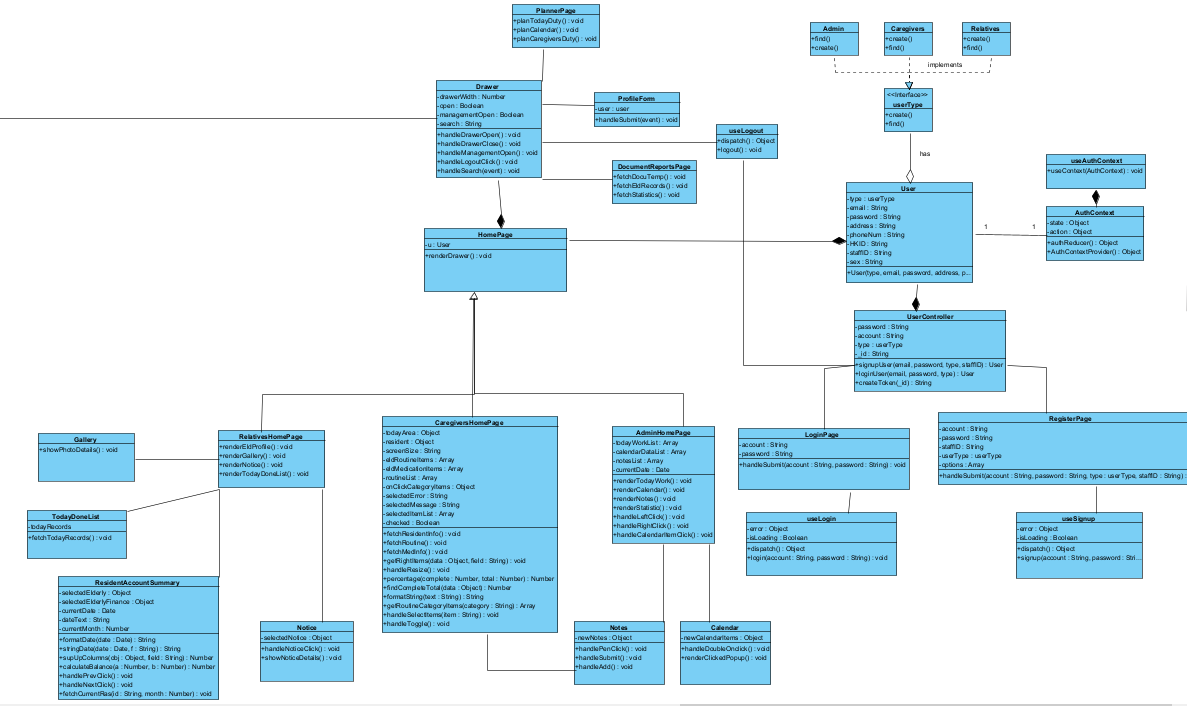 PlannerPage
+planTodayDuty() : void
+planCalendar() : void
+planCaregiversDuty() : void
Admin
+find()
+create()
Caregivers
+create()
+find()
Relatives
+create()
+find()
implements
<<Interface>>
userType
+create()
+find()
has
Drawer
-drawerWidth : Number
-open : Boolean
-managementOpen : Boolean
-search : String
+handleDrawerOpen() : void
+handleDrawerClose() : void
+handleManagementOpen() : void
+handleLogoutClick() : void
+handleSearch(event) : void
ProfileForm
-user : user
+handleSubmit(event) : void
useLogout
+dispatch() : Object
+logout() : void
DocumentReportsPage
+fetchDocuTemp() : void
+fetchEldRecords() : void
+fetchStatistics() : void
useAuthContext
+useContext(AuthContext) : void
User
-type : userType
-email : String
-password : String
-address : String
-phoneNum : String
-HKID : String
-staffID : String
-sex : String
+User(type, email, password, address, p...
1
1
AuthContext
-state : Object
-action : Object
+authReducer() : Object
+AuthContextProvider() : Object
HomePage
-u : User
+renderDrawer() : void
UserController
-password : String
-account : String
-type : userType
-_id : String
+signupUser(email, password, type, staffID) : User
+loginUser(email, password, type) : User
+createToken(_id) : String
Gallery
+showPhotoDetails() : void
RelativesHomePage
+renderEldProfile() : void
+renderGallery() : void
+renderNotice() : void
+renderTodayDoneList() : void
CaregiversHomePage
-todayArea : Object
-resident : Object
-screenSize : String
-eldRoutineItems : Array
-eldMedicationItems : Array
-routineList : Array
-onClickCategoryItems : Object
-selectedError : String
-selectedMessage : String
-selectedItemList : Array
-checked : Boolean
+fetchResidentInfo() : void
+fetchRoutine() : void
+fetchMedInfo() : void
+getRightItems(data : Object, field : String) : void
+handleResize() : void
+percentage(complete : Number, total : Number) : Number
+findCompleteTotal(data : Object) : Number
+formatString(text : String) : String
+getRoutineCategoryItems(category : String) : Array
+handleSelectItems(item : String) : void
+handleToggle() : void
AdminHomePage
-todayWorkList : Array
-calendarDataList : Array
-notesList : Array
-currentDate : Date
+renderTodayWork() : void
+renderCalendar() : void
+renderNotes() : void
+renderStatistic() : void
+handleLeftClick() : void
+handleRightClick() : void
+handleCalendarItemClick() : void
LoginPage
-account : String
-password : String
+handleSubmit(account : String, password : String) : void
RegisterPage
-account : String
-password : String
-staffID : String
-userType : userType
-options : Array
+handleSubmit(account : String, password : String, type : userType, staffID : String) :
TodayDoneList
-todayRecords
+fetchTodayRecords() : void
useLogin
-error : Object
-isLoading : Boolean
+dispatch() : Object
+login(account : String, password : String) : void
useSignup
-error : Object
-isLoading : Boolean
+dispatch() : Object
+signup(account : String, password : Stri...
ResidentAccountSummary
-selectedElderly : Object
-selectedElderlyFinance : Object
-currentDate : Date
-dateText : String
-currentMonth : Number
+formatDate(date : Date) : String
+stringDate(date : Date, f : String) : String
+supUpColumns(obj : Object, field : String) : Number
+calculateBalance(a : Number, b : Number) : Number
+handlePrevClick() : void
+handleNextClick() : void
+fetchCurrentRas(id : String, month : Number) : void
Notice
-selectedNotice : Object
+handleNoticeClick() : void
+showNoticeDetails() : void
Notes
-newNotes : Object
+handlePenClick() : void
+handleSubmit() : void
+handleAdd() : void
Calendar
-newCalendarItems : Object
+handleDoubleOnclick() : void
+renderClickedPopup() : void